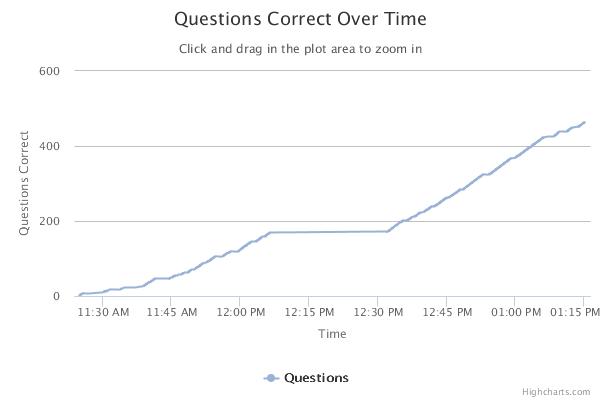 Questions Correct Over Time
Click and drag in the plot area to zoom in
600
400
200
0
Questions Correct
11:30 AM 11:45 AM 12:00 PM 12:15 PM 12:30 PM 12:45 PM 01:00 PM 01:15 PM
Time
Questions
Highcharts.com